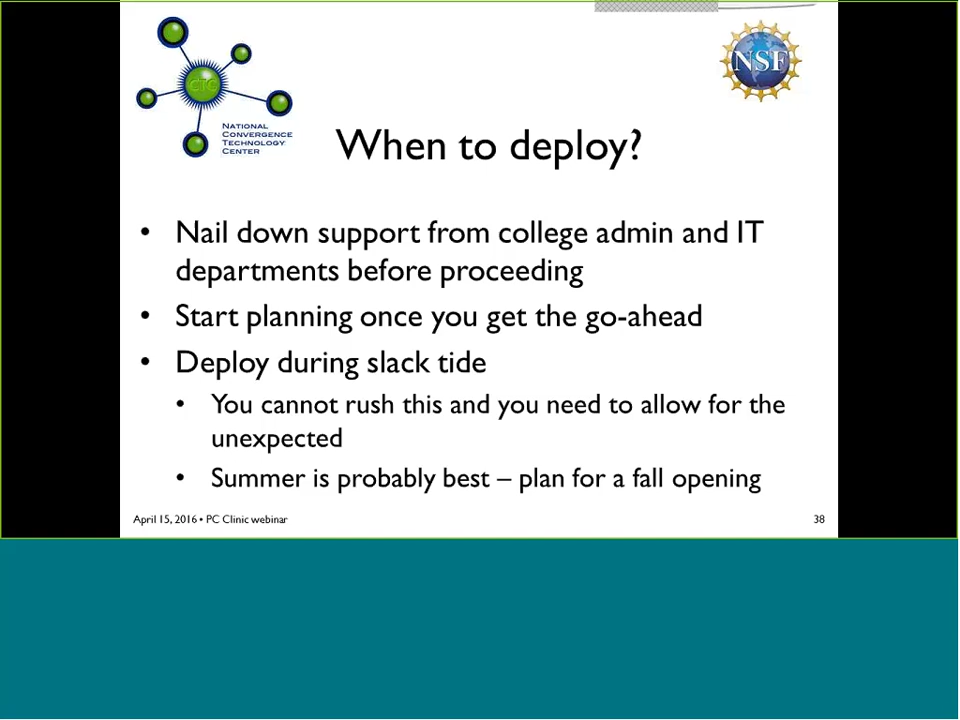 CTC
NSF
NATIONAL
CONVERGENCE
TECHNOLOGY
CENTER
When to deploy?
• Nail down support from college admin and IT
departments before proceeding
• Start planning once you get the go-ahead
• Deploy during slack tide
• You cannot rush this and you need to allow for the
unexpected
• Summer is probably best – plan for a fall opening
April 15, 2016 • PC Clinic webinar
38